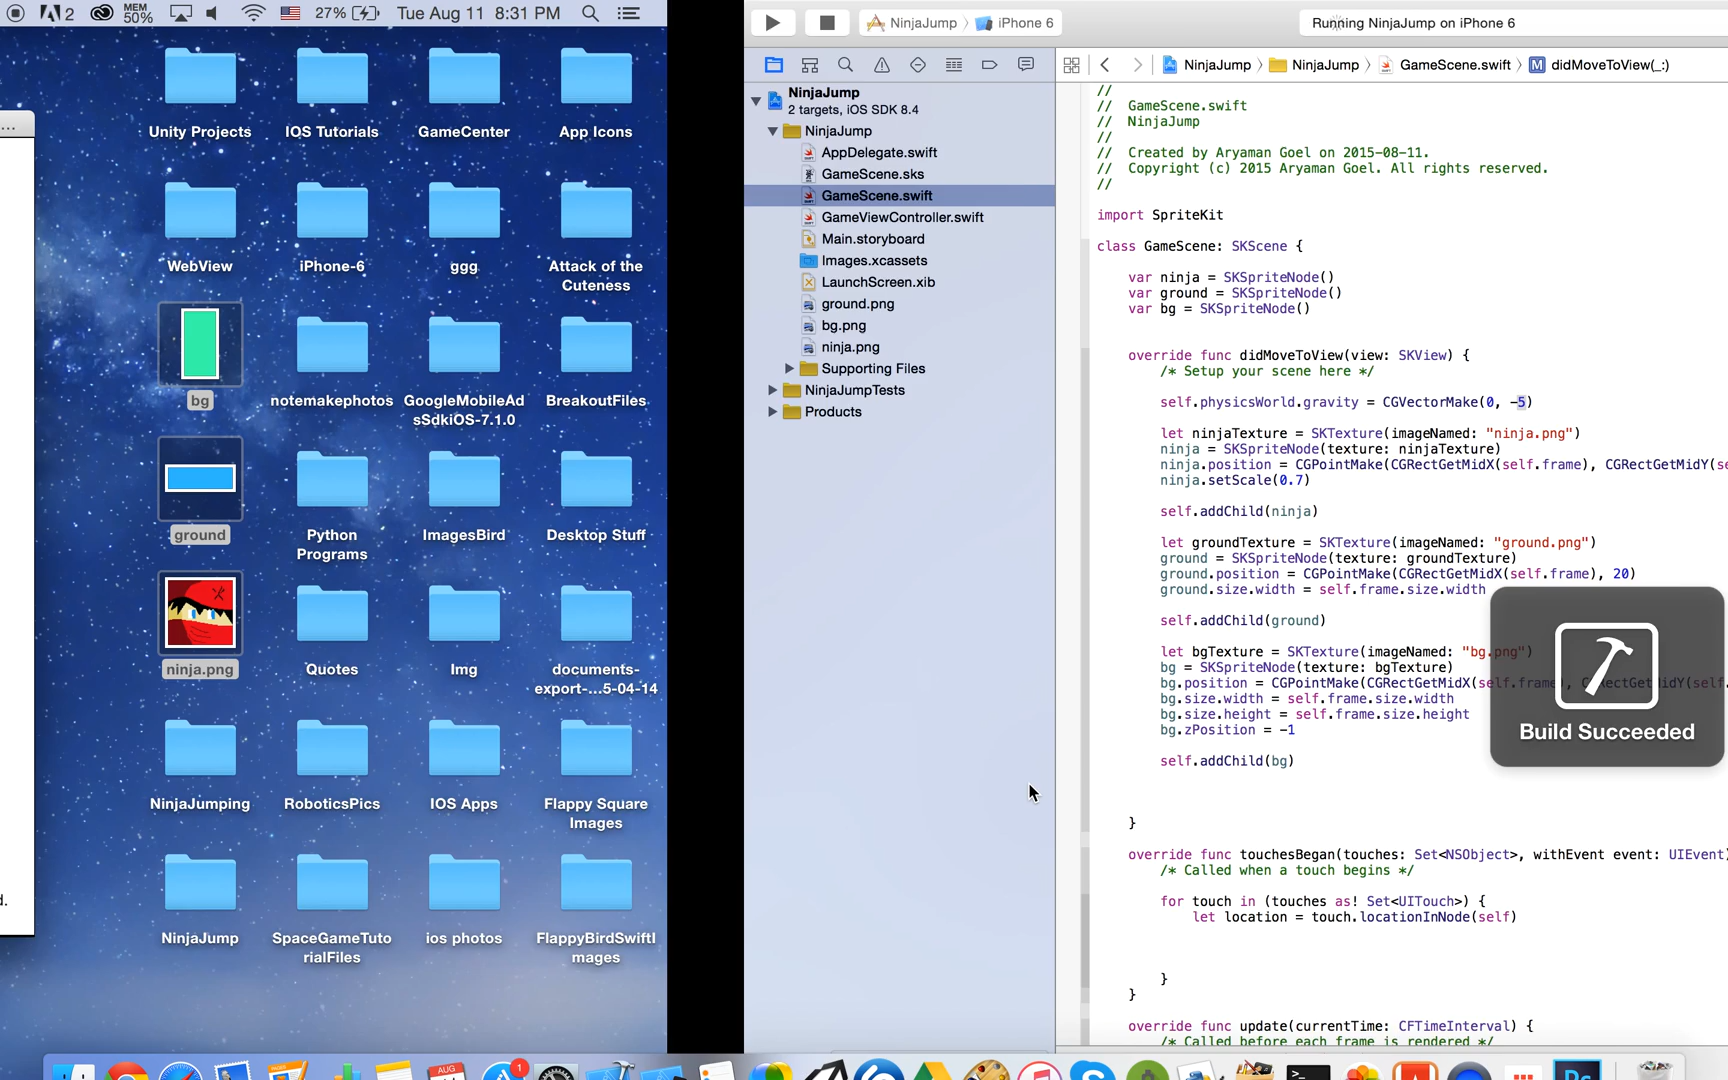 2
MEM
50%
27%
Tue Aug 11 8:31 PM
...
d.
Unity Projects
IOS Tutorials
GameCenter
App Icons
WebView
iPhone-6
ggg
Attack of the
Cuteness
bg
notemakephotos
GoogleMobileAd
sSdkiOS-7.1.0
BreakoutFiles
ground
Python
Programs
ImagesBird
Desktop Stuff
ninja.png
Quotes
Img
documents-
export-...5-04-14
NinjaJumping
RoboticsPics
IOS Apps
Flappy Square
Images
NinjaJump
SpaceGameTuto
rialFiles
ios photos
FlappyBirdSwiftI
mages
AUG
1
NinjaJump
iPhone 6
Running NinjaJump on iPhone 6
NinjaJump
2 targets, iOS SDK 8.4
NinjaJump
AppDelegate.swift
GameScene.sks
GameScene.swift
GameViewController.swift
Main.storyboard
Images.xcassets
LaunchScreen.xib
ground.png
bg.png
ninja.png
Supporting Files
NinjaJumpTests
Products
NinjaJump
NinjaJump
GameScene.swift
M
didMoveToView(_:)
//
// GameScene.swift
// NinjaJump
//
// Created by Aryaman Goel on 2015-08-11.
// Copyright (c) 2015 Aryaman Goel. All rights reserved.
//
import SpriteKit
class GameScene: SKScene {
var ninja = SKSpriteNode()
var ground = SKSpriteNode()
var bg = SKSpriteNode()
override func didMoveToView(view: SKView) {
/* Setup your scene here */
self.physicsWorld.gravity = CGVectorMake(0, -5)
let ninjaTexture = SKTexture(imageNamed: "ninja.png")
ninja = SKSpriteNode(texture: ninjaTexture)
ninja.position = CGPointMake(CGRectGetMidX(self.frame), CGRectGetMidY(s
ninja.setScale(0.7)
self.addChild(ninja)
let groundTexture = SKTexture(imageNamed: "ground.png")
ground = SKSpriteNode(texture: groundTexture)
ground.position = CGPointMake(CGRectGetMidX(self.frame), 20)
ground.size.width = self.frame.size.width
self.addChild(ground)
let bgTexture = SKTexture(imageNamed: "bg.png")
bg = SKSpriteNode(texture: bgTexture)
bg.position = CGPointMake(CGRectGetMidX(self.frame), CGRectGetMidY(self.
bg.size.width = self.frame.size.width
bg.size.height = self.frame.size.height
bg.zPosition = -1
self.addChild(bg)
}
override func touchesBegan(touches: Set<NSObject>, withEvent event: UIEvent)
/* Called when a touch begins */
for touch in (touches as! Set<UITouch>) {
let location = touch.locationInNode(self)
}
}
override func update(currentTime: CFTimeInterval) {
/* Called before each frame is rendered */
Build Succeeded
Ps